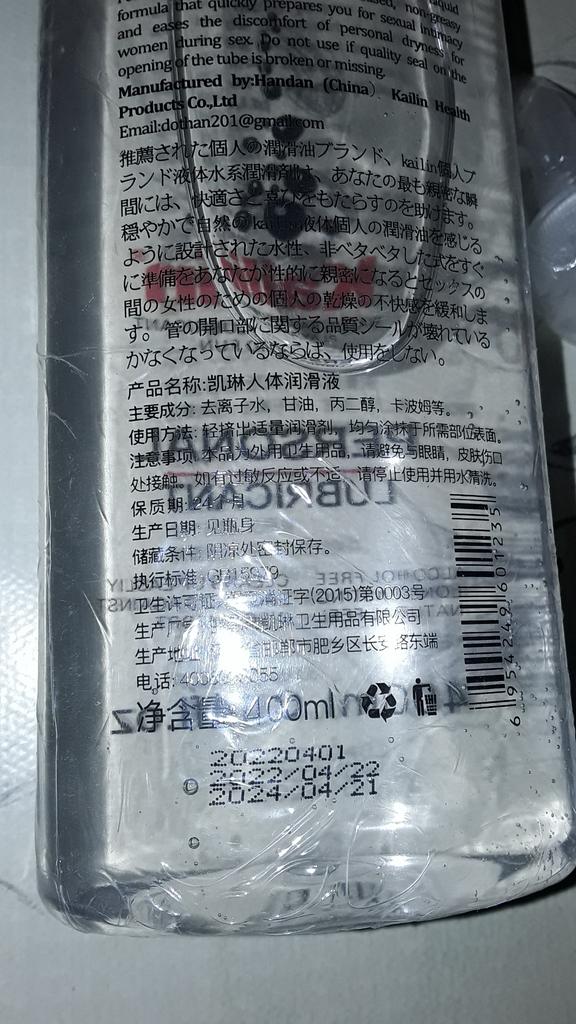 formula that quickly prepares you for sexual intimacy
and eases the discomfort of personal dryness for
women during sex. Do not use if quality seal on the
opening of the tube is broken or missing.
Manufactured by:Handan (China) Kailin Health
Products Co.,Ltd
Email:dothan201@gmail.com
推薦された個人の潤滑油ブランド、kailin個人ブ
ランド液体水系潤滑剤は、あなたの最も親密な瞬
間には、快適さと喜びをもたらすのを助けます。
穏やかで自然のkailin液体個人の潤滑油を感じる
ように設計された水性、非ベタベタした式をすぐ
に準備をあなたが性的に親密になるとセックスの
間の女性のための個人の乾燥の不快感を緩和しま
す。管の開口部に関する品質シールが壊れている
かなくなっているならば、使用をしない。
产品名称:凯琳人体润滑液
主要成分: 去离子水，甘油，丙二醇，卡波姆等。
使用方法: 轻挤出适量润滑剂，均匀涂抹于所需部位表面。
注意事项: 本品为外用卫生用品，请避免与眼睛，皮肤伤口
处接触。如有过敏反应或不适，请停止使用并用水清洗。
保质期: 24个月
生产日期: 见瓶身
储藏条件: 阴凉处密封保存。
执行标准: GB15979
卫生许可证 证字(2015)第0003号
生产 凯琳卫生用品有限公司
生产地址 邯郸市肥乡区长安路东端
电话: 055
净含量: 400ml
6 954249 601235
20220401
2022/04/22
2024/04/21
PERSONAL
LUBRICANT